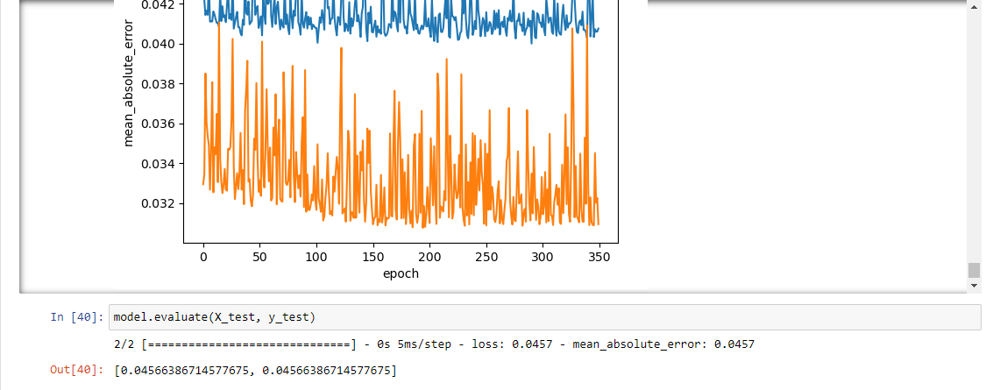 0.042
0.040
0.038
0.036
0.034
0.032
mean_absolute_error
0 50 100 150 200 250 300 350
epoch
In [40]: model.evaluate(X_test, y_test)
2/2 [==============================] - 0s 5ms/step - loss: 0.0457 - mean_absolute_error: 0.0457
Out[40]: [0.04566386714577675, 0.04566386714577675]